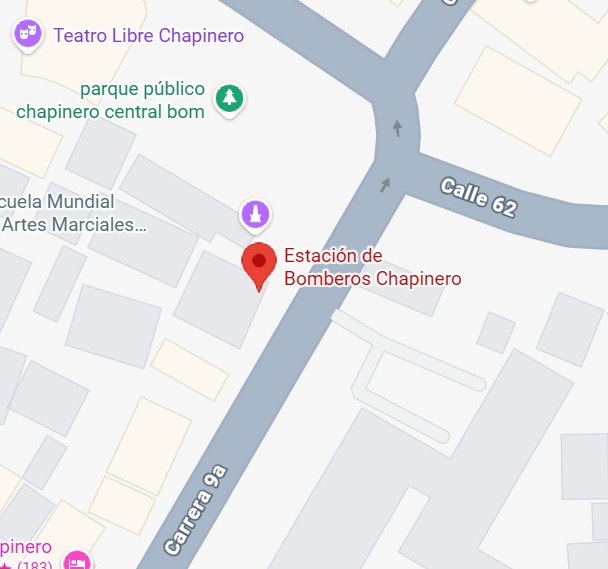 Teatro Libre Chapinero
parque público
chapinero central bom
cuela Mundial
Artes Marciales...
Calle 62
Estación de
Bomberos Chapinero
Carrera 9a
pinero
(183)